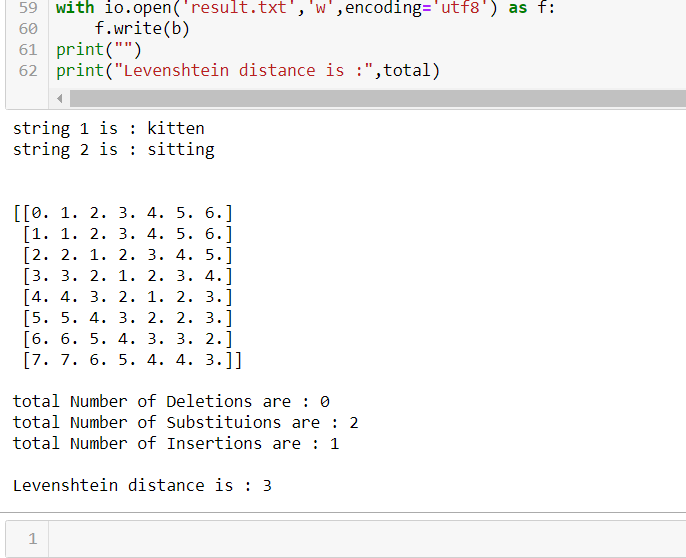 59 with io.open('result.txt','w',encoding='utf8') as f:
60     f.write(b)
61 print("")
62 print("Levenshtein distance is :",total)
string 1 is : kitten
string 2 is : sitting
[[0. 1. 2. 3. 4. 5. 6.]
 [1. 1. 2. 3. 4. 5. 6.]
 [2. 2. 1. 2. 3. 4. 5.]
 [3. 3. 2. 1. 2. 3. 4.]
 [4. 4. 3. 2. 1. 2. 3.]
 [5. 5. 4. 3. 2. 2. 3.]
 [6. 6. 5. 4. 3. 3. 2.]
 [7. 7. 6. 5. 4. 4. 3.]]
total Number of Deletions are : 0
total Number of Substituions are : 2
total Number of Insertions are : 1
Levenshtein distance is : 3
1